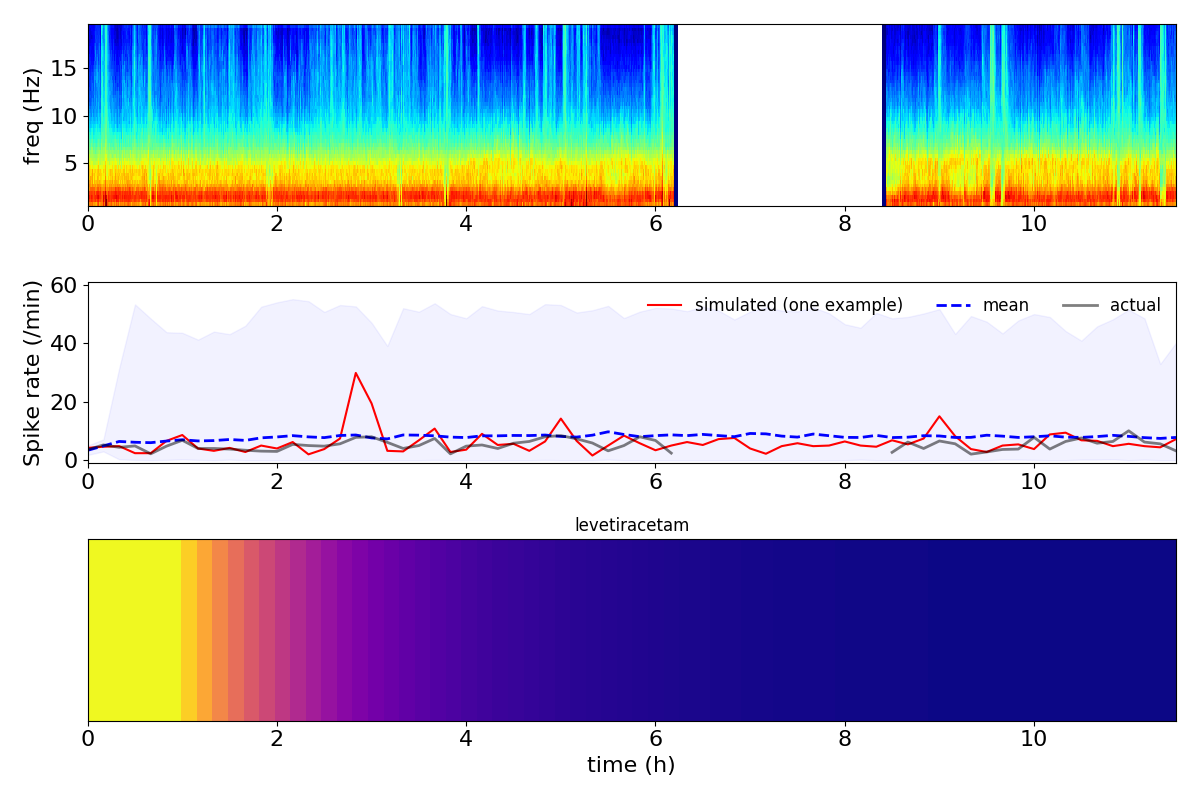 freq (Hz)
15
10
5
0 2 4 6 8 10
Spike rate (/min)
60
40
20
0
simulated (one example) mean actual
0 2 4 6 8 10
levetiracetam
0 2 4 6 8 10
time (h)